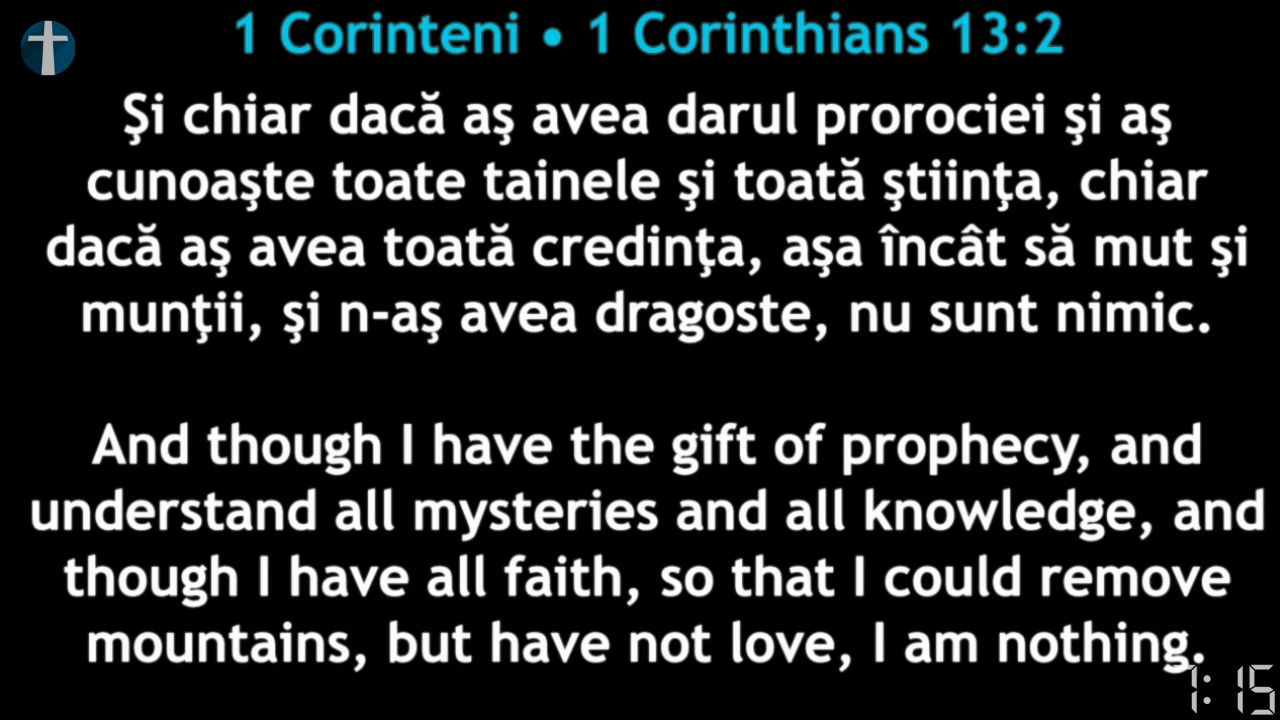 1 Corinteni • 1 Corinthians 13:2
Şi chiar dacă aş avea darul prorociei şi aş
cunoaşte toate tainele şi toată ştiinţa, chiar
dacă aş avea toată credinţa, aşa încât să mut şi
munţii, şi n-aş avea dragoste, nu sunt nimic.
And though I have the gift of prophecy, and
understand all mysteries and all knowledge, and
though I have all faith, so that I could remove
mountains, but have not love, I am nothing.
1:15